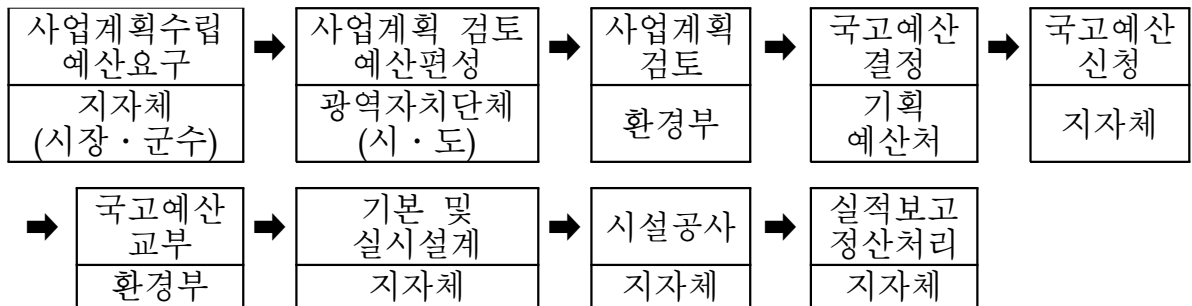 사업계획수립
예산요구
지자체
(시장·군수)
➡
사업계획 검토
예산편성
광역자치단체
(시·도)
➡
사업계획
검토
환경부
➡
국고예산
결정
기획
예산처
➡
국고예산
신청
지자체
➡
국고예산
교부
환경부
➡
기본 및
실시설계
지자체
➡
시설공사
지자체
➡
실적보고
정산처리
지자체